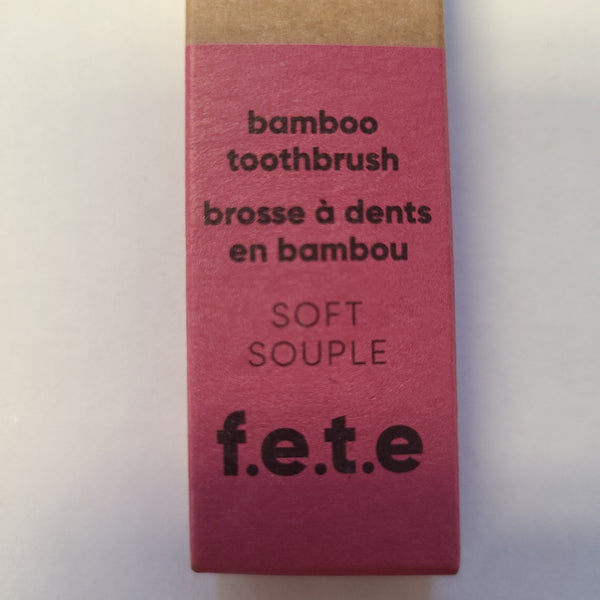 bamboo
toothbrush
brosse à dents
en bambou
SOFT
SOUPLE
f.e.t.e